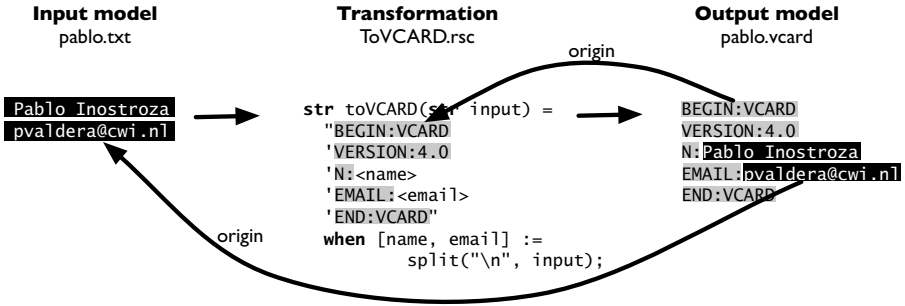 Input model
pablo.txt
Pablo Inostroza
pvaldera@cwi.nl
Transformation
ToVCARD.rsc
str toVCARD(str input) =
"BEGIN:VCARD
'VERSION:4.0
'N:<name>
'EMAIL:<email>
'END:VCARD"
when [name, email] :=
split("\n", input);
Output model
pablo.vcard
BEGIN:VCARD
VERSION:4.0
N:Pablo Inostroza
EMAIL:pvaldera@cwi.nl
END:VCARD
origin
origin